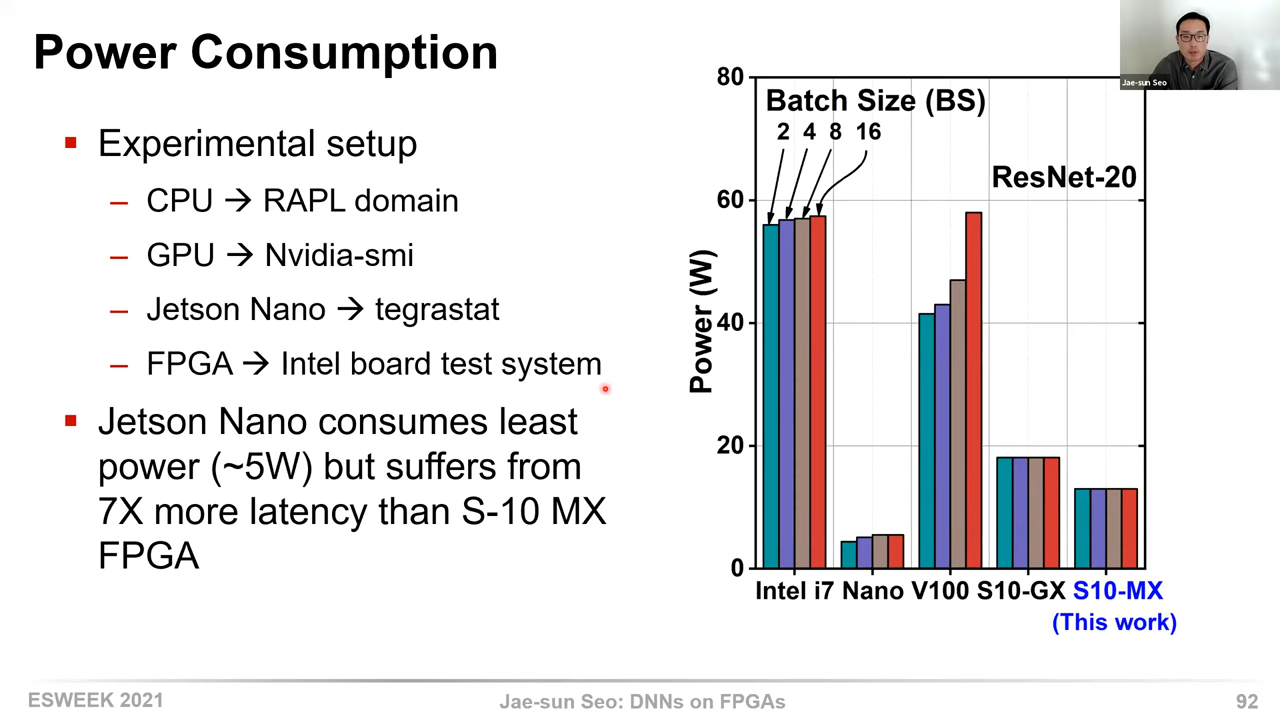 Power Consumption
Jae-sun Seo
▪ Experimental setup
– CPU → RAPL domain
– GPU → Nvidia-smi
– Jetson Nano → tegrastat
– FPGA → Intel board test system
▪ Jetson Nano consumes least
power (~5W) but suffers from
7X more latency than S-10 MX
FPGA
80
60
40
20
0
Power (W)
Batch Size (BS)
2 4 8 16
ResNet-20
Intel i7 Nano V100 S10-GX S10-MX
(This work)
ESWEEK 2021
Jae-sun Seo: DNNs on FPGAs
92